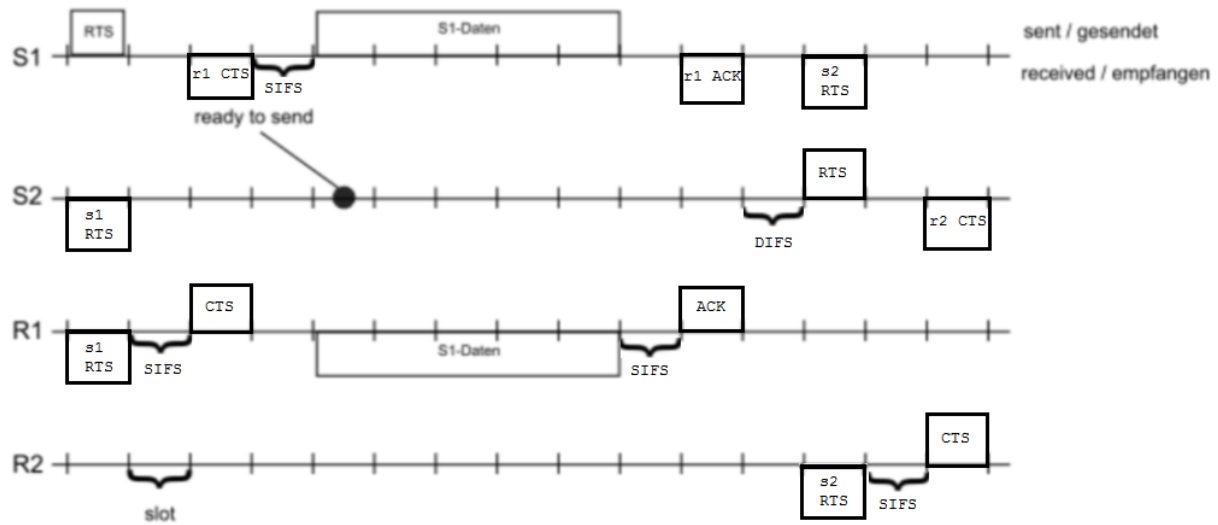 RTS
S1-Daten
sent / gesendet
S1
r1 CTS
SIFS
r1 ACK
s2
RTS
received / empfangen
ready to send
RTS
S2
s1
RTS
DIFS
r2 CTS
CTS
ACK
R1
s1
RTS
SIFS
S1-Daten
SIFS
CTS
R2
slot
s2
RTS
SIFS